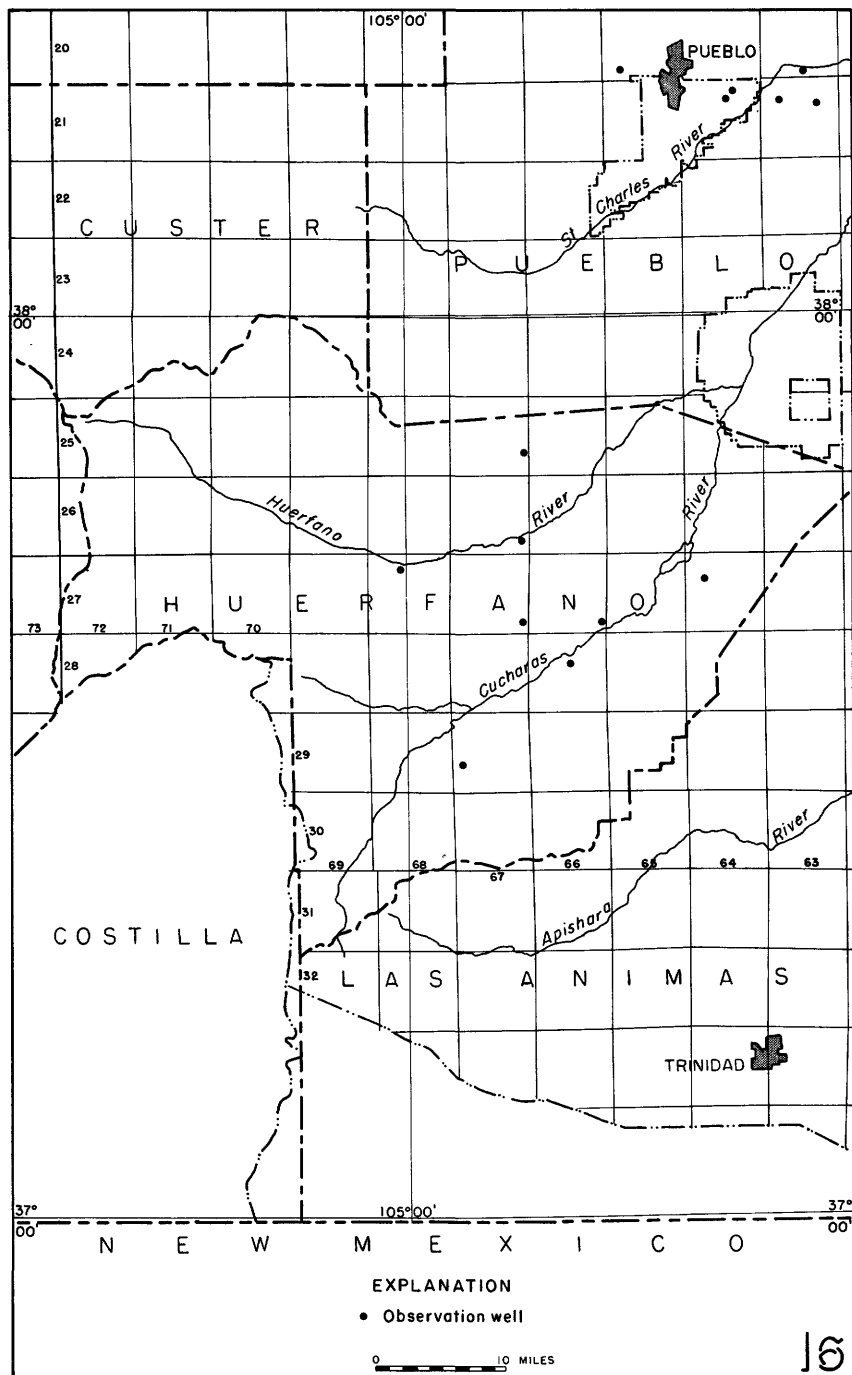 105° 00'
20
PUEBLO
21
River
22
Charles
CUSTER
St
PUEBLO
23
38°
00'
38°
00'
24
25
River
26
Huerfano
River
27
HUERFANO
73
72
71
70
28
Cucharas
29
30
River
69
68
67
66
65
64
63
31
Apishara
COSTILLA
32
LAS ANIMAS
TRINIDAD
37°
00'
105° 00'
37°
00'
NEW MEXICO
EXPLANATION
• Observation well
0 10 MILES
16